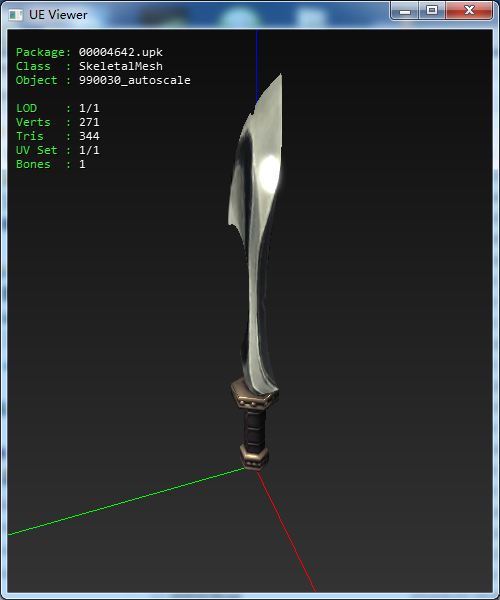 UE Viewer
Package: 00004642.upk
Class  : SkeletalMesh
Object : 990030_autoscale
LOD    : 1/1
Verts  : 271
Tris   : 344
UV Set : 1/1
Bones  : 1